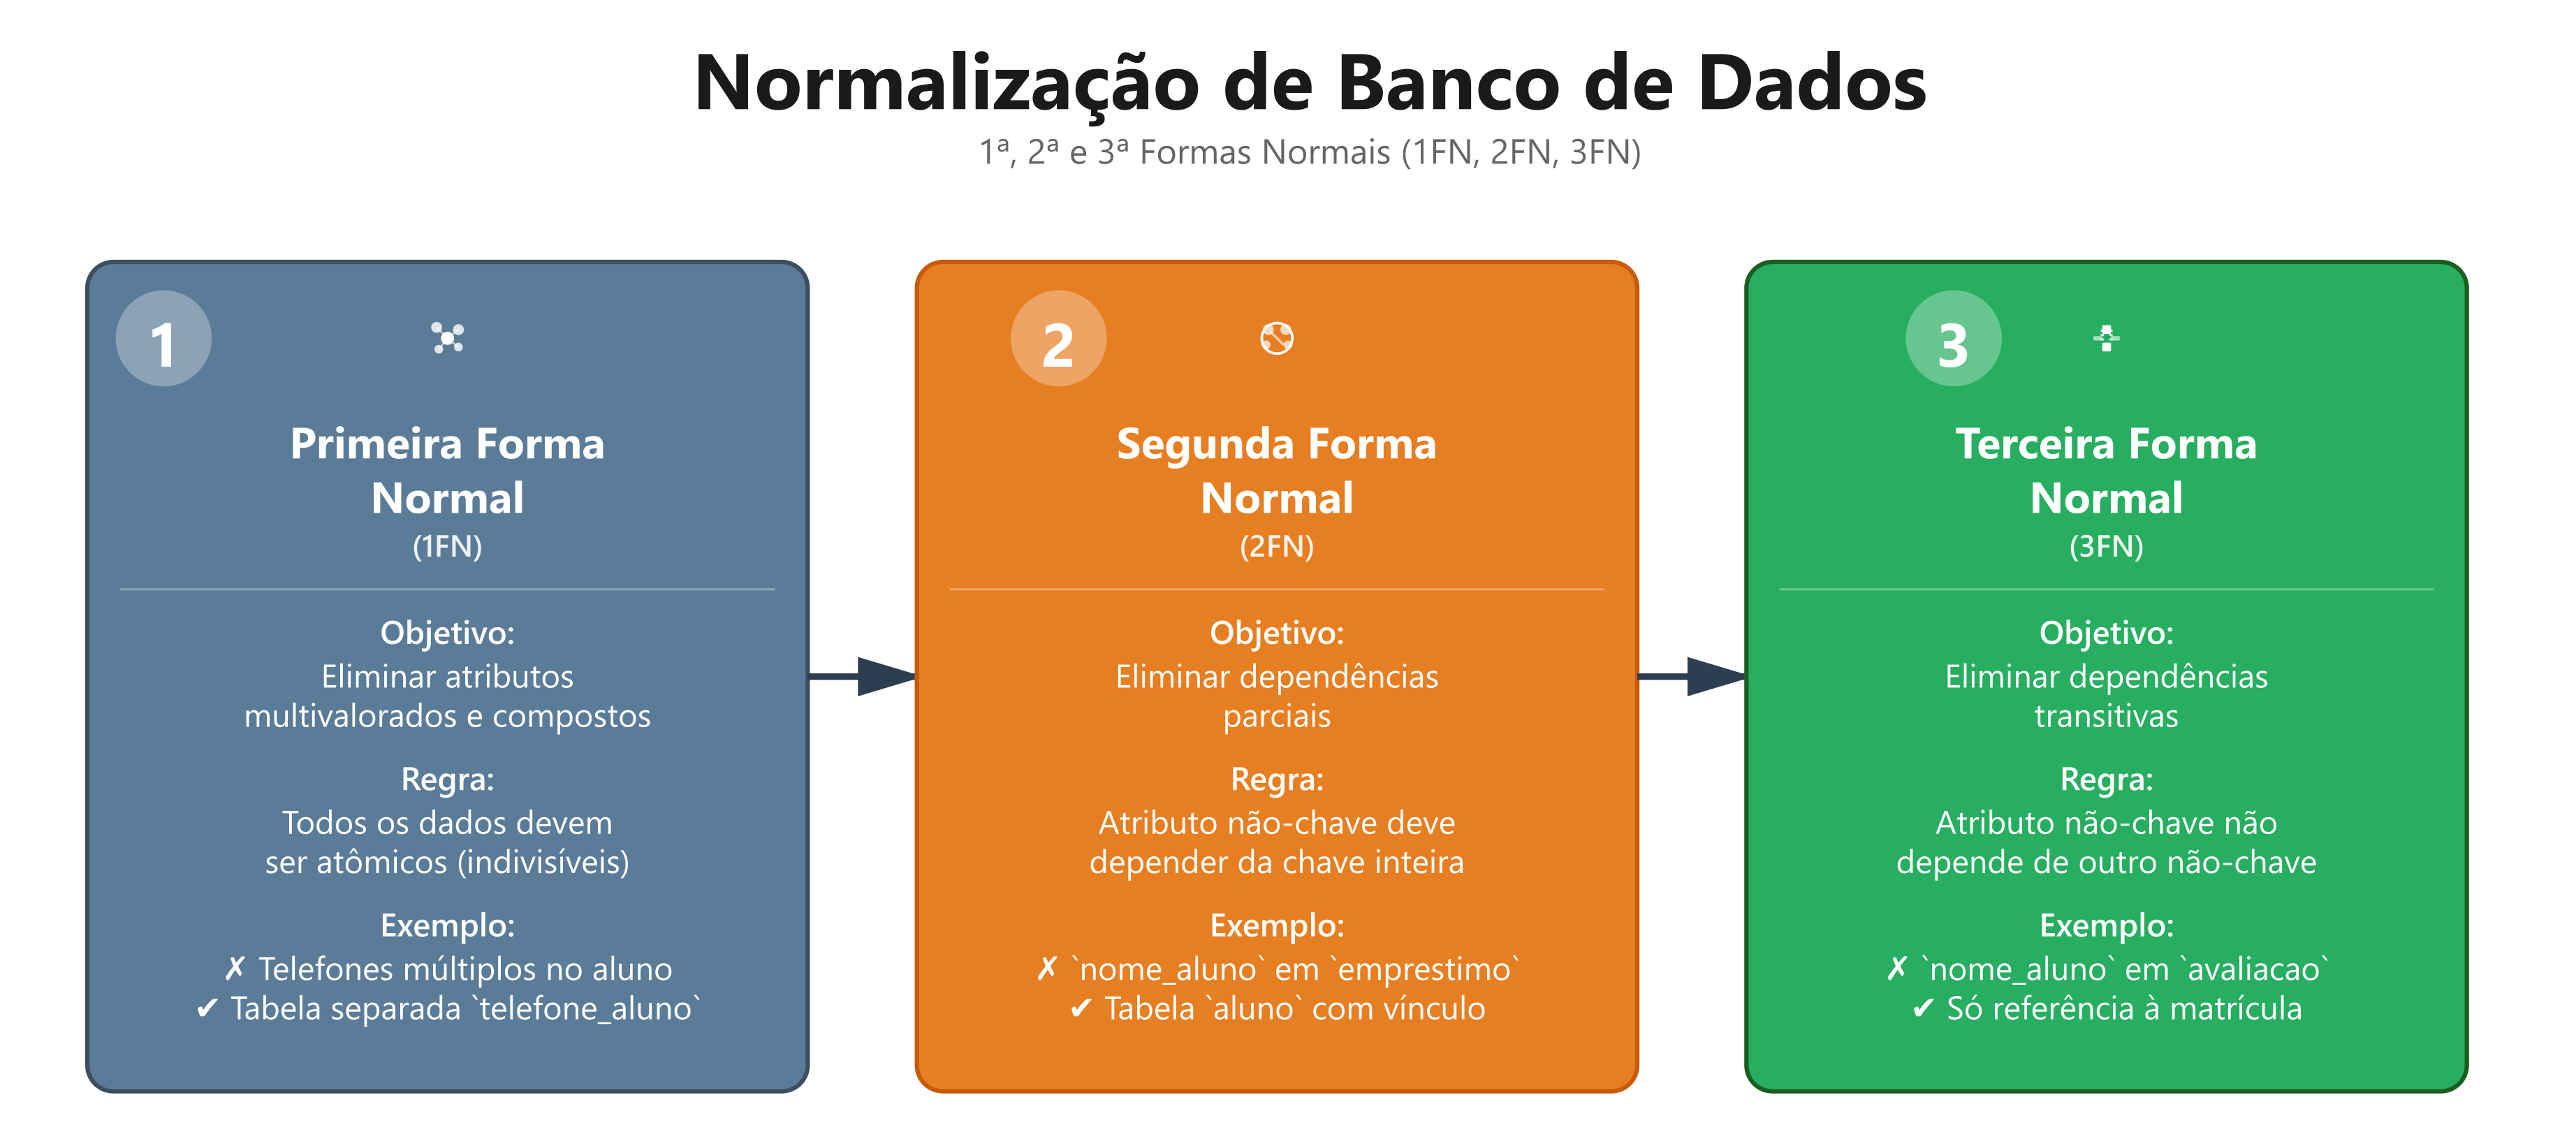 Normalização de Banco de Dados
1ª, 2ª e 3ª Formas Normais (1FN, 2FN, 3FN)
1
Primeira Forma
Normal
(1FN)
Objetivo:
Eliminar atributos
multivalorados e compostos
Regra:
Todos os dados devem
ser atômicos (indivisíveis)
Exemplo:
✗ Telefones múltiplos no aluno
✔ Tabela separada `telefone_aluno`
2
Segunda Forma
Normal
(2FN)
Objetivo:
Eliminar dependências
parciais
Regra:
Atributo não-chave deve
depender da chave inteira
Exemplo:
✗ `nome_aluno` em `emprestimo`
✔ Tabela `aluno` com vínculo
3
Terceira Forma
Normal
(3FN)
Objetivo:
Eliminar dependências
transitivas
Regra:
Atributo não-chave não
depende de outro não-chave
Exemplo:
✗ `nome_aluno` em `avaliacao`
✔ Só referência à matrícula